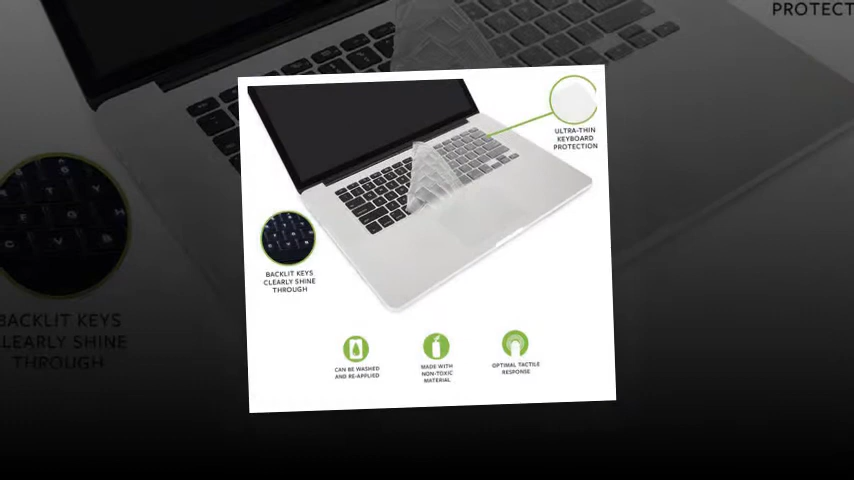 PROTECT
ULTRA-THIN
KEYBOARD
PROTECTION
BACKLIT KEYS
CLEARLY SHINE
THROUGH
BACKLIT KEYS
CLEARLY SHINE
THROUGH
CAN BE WASHED
AND RE-APPLIED
MADE WITH
NON-TOXIC
MATERIAL
OPTIMAL TACTILE
RESPONSE